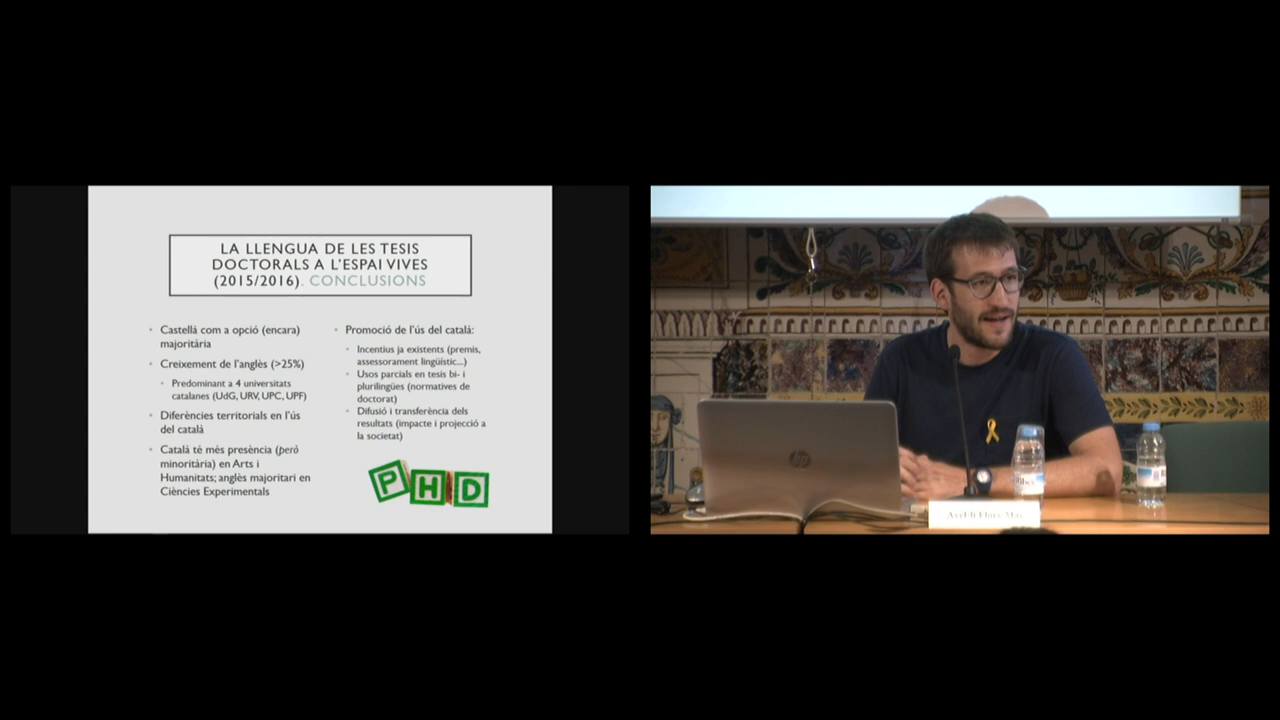 LA LLENGUA DE LES TESIS
DOCTORALS A L'ESPAI VIVES
(2015/2016). CONCLUSIONS
• Castellà com a opció (encara)
majoritària
• Creixement de l'anglès (>25%)
• Predominant a 4 universitats
catalanes (UdG, URV, UPC, UPF)
• Diferències territorials en l'ús
del català
• Català té més presència (però
minoritària) en Arts i
Humanitats; anglès majoritari en
Ciències Experimentals
• Promoció de l'ús del català:
• Incentius ja existents (premis,
assessorament lingüístic...)
• Usos parcials en tesis bi- i
plurilingües (normatives de
doctorat)
• Difusió i transferència dels
resultats (impacte i projecció a
la societat)
PHD
hp